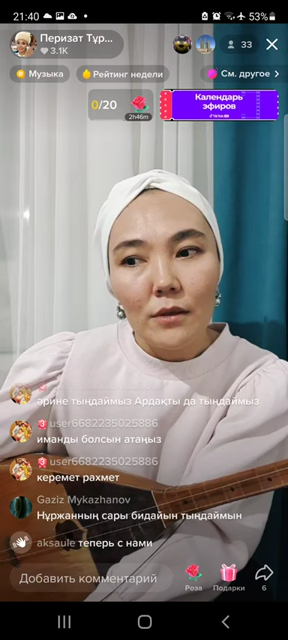 21:40
53%
Перизат Тұр...
3.1K
33
Музыка
Рейтинг недели
См. другое
0/20
2h46m
Календарь
эфиров
TikTok LIVE
әрине тыңдаймыз Ардақты да тыңдаймыз
user6682235025886
иманды болсын атаңыз
user6682235025886
керемет рахмет
Gaziz Mykazhanov
Нұржанның сары бидайын тыңдаймын
aksaule теперь с нами
Добавить комментарий
Роза
Подарки
6